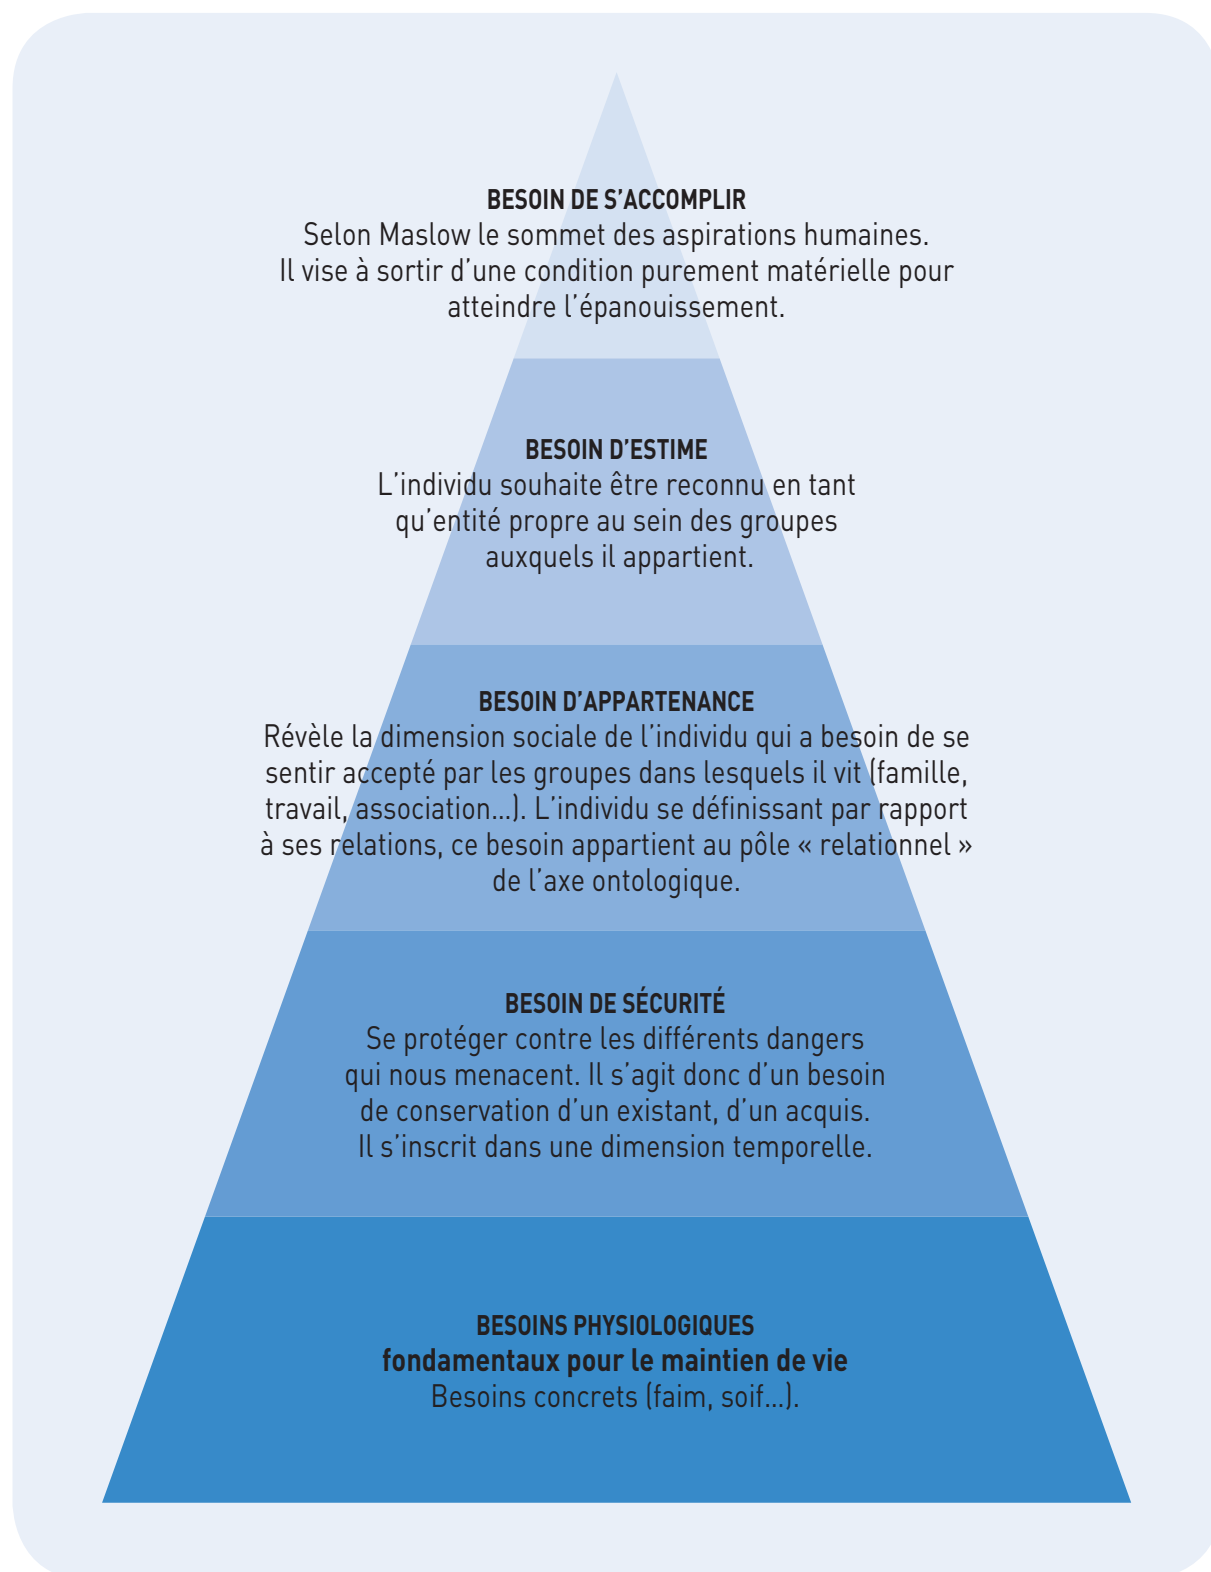 BESOIN DE S’ACCOMPLIR
Selon Maslow le sommet des aspirations humaines.
Il vise à sortir d’une condition purement matérielle pour
atteindre l’épanouissement.
BESOIN D’ESTIME
L’individu souhaite être reconnu en tant
qu’entité propre au sein des groupes
auxquels il appartient.
BESOIN D’APPARTENANCE
Révèle la dimension sociale de l’individu qui a besoin de se
sentir accepté par les groupes dans lesquels il vit (famille,
travail, association…). L’individu se définissant par rapport
à ses relations, ce besoin appartient au pôle « relationnel »
de l’axe ontologique.
BESOIN DE SÉCURITÉ
Se protéger contre les différents dangers
qui nous menacent. Il s’agit donc d’un besoin
de conservation d’un existant, d’un acquis.
Il s’inscrit dans une dimension temporelle.
BESOINS PHYSIOLOGIQUES
fondamentaux pour le maintien de vie
Besoins concrets (faim, soif…).